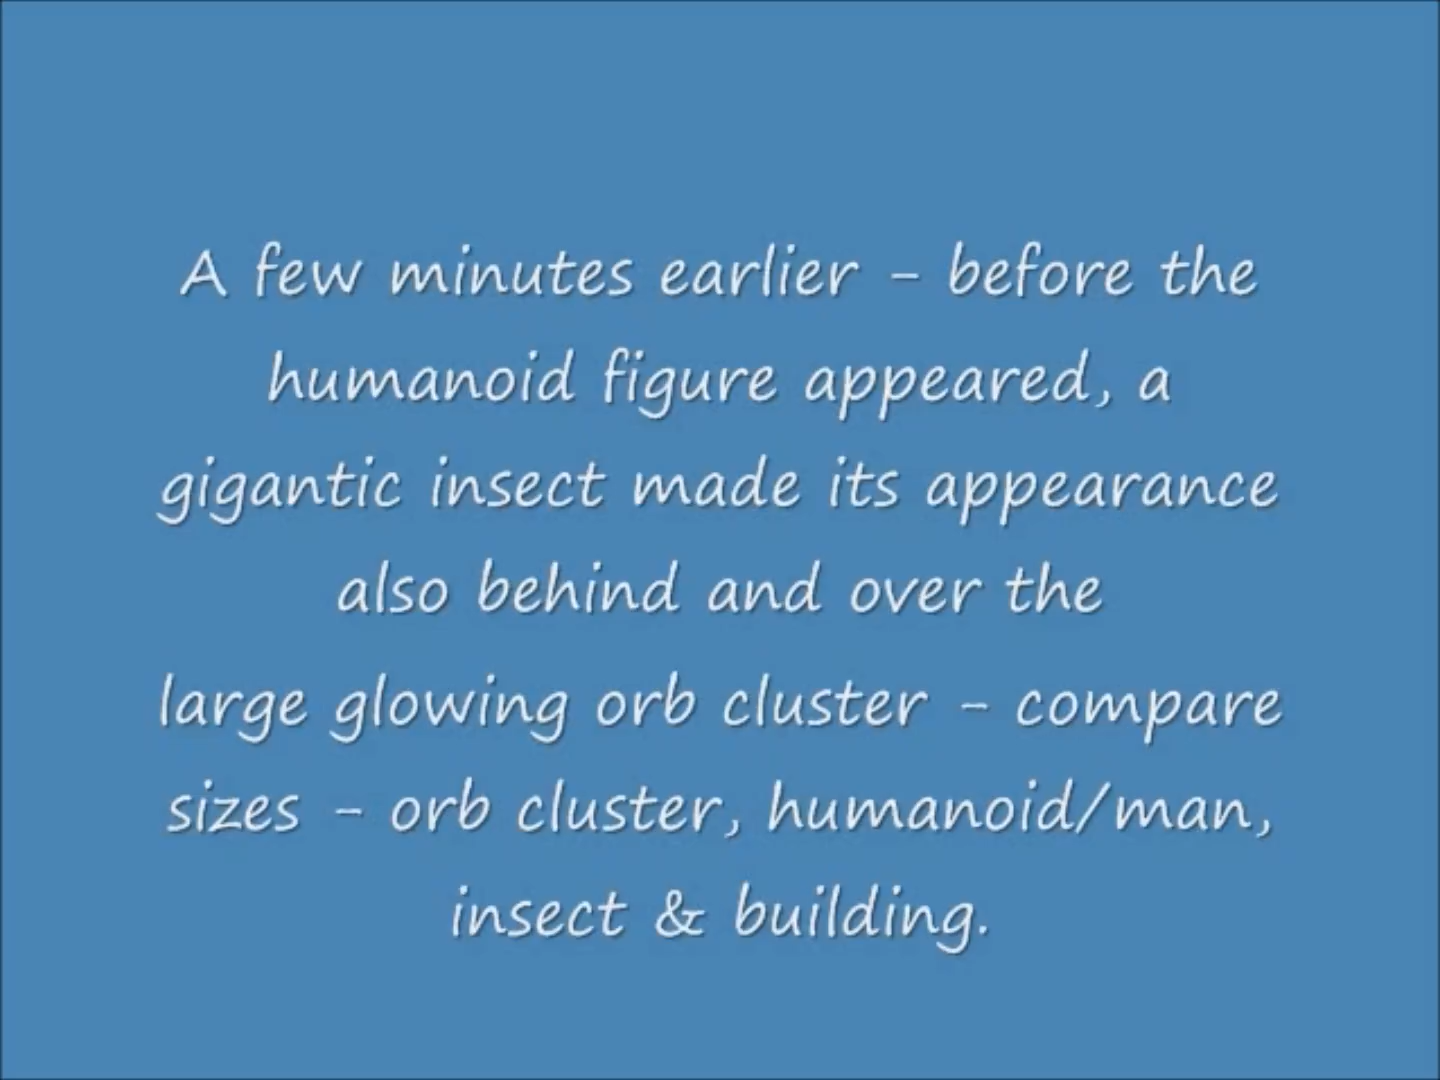 A few minutes earlier - before the
humanoid figure appeared, a
gigantic insect made its appearance
also behind and over the
large glowing orb cluster - compare
sizes - orb cluster, humanoid/man,
insect & building.